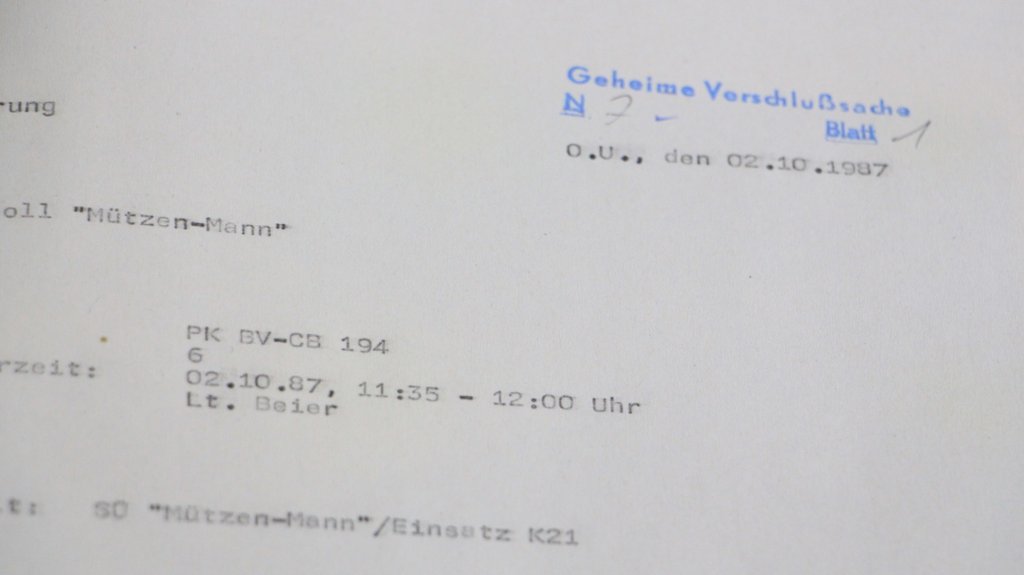 Geheime Verschlußsache
rung
N 7 -
Blatt 1
O.U., den 02.10.1987
oll "Mützen-Mann"
PK BV-CB 194
6
rzeit: 02.10.87, 11:35 - 12:00 Uhr
Lt. Beier
t: SÜ "Mützen-Mann"/Einsatz K21